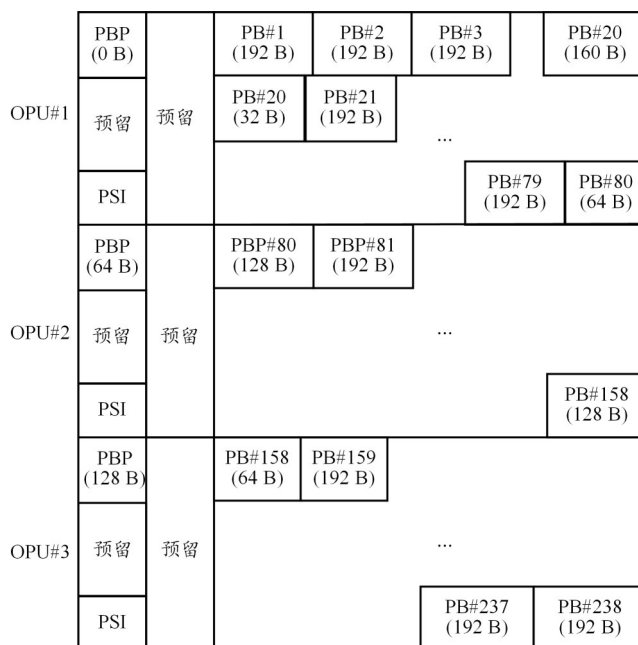 PBP
(0 B)
PB#1
(192 B)
PB#2
(192 B)
PB#3
(192 B)
PB#20
(160 B)
OPU#1
预留
预留
PB#20
(32 B)
PB#21
(192 B)
...
PSI
PB#79
(192 B)
PB#80
(64 B)
PBP
(64 B)
PBP#80
(128 B)
PBP#81
(192 B)
OPU#2
预留
预留
...
PSI
PB#158
(128 B)
PBP
(128 B)
PB#158
(64 B)
PB#159
(192 B)
OPU#3
预留
预留
...
PSI
PB#237
(192 B)
PB#238
(192 B)